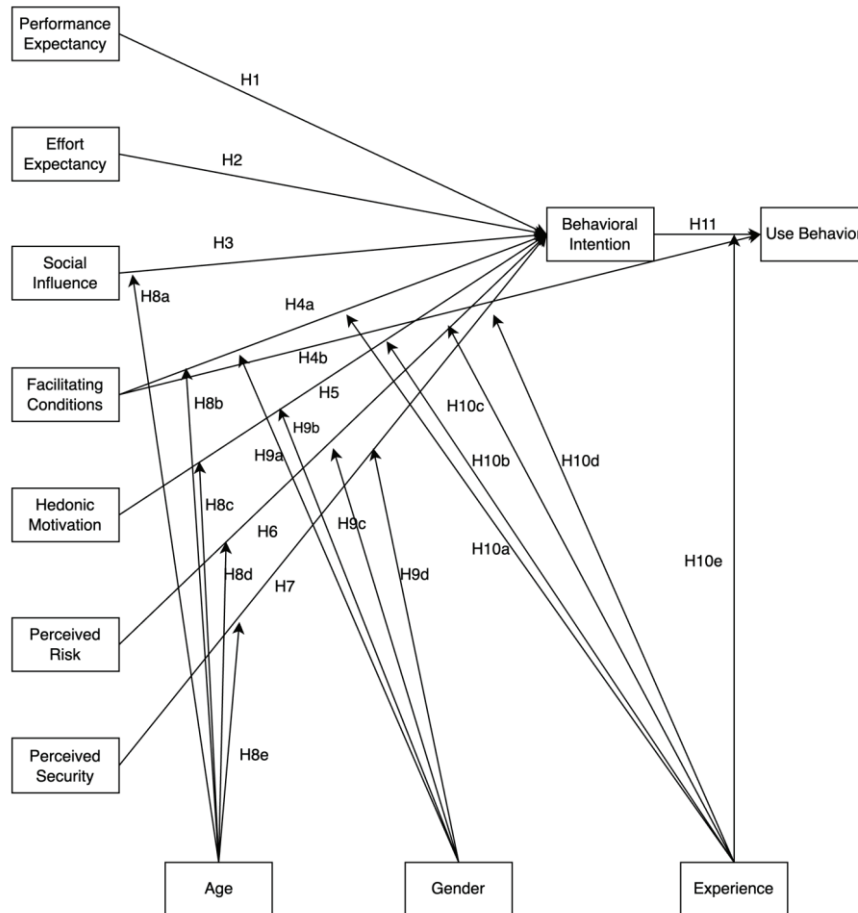 Performance
Expectancy
H1
Effort
Expectancy
H2
Behavioral
Intention
H11
Use Behavior
H3
Social
Influence
H8a
H4a
H4b
Facilitating
Conditions
H5
H8b
H10c
H9b
H9a
H10b
H10d
H8c
Hedonic
Motivation
H9c
H6
H10a
H10e
H8d
H9d
H7
Perceived
Risk
Perceived
Security
H8e
Age
Gender
Experience